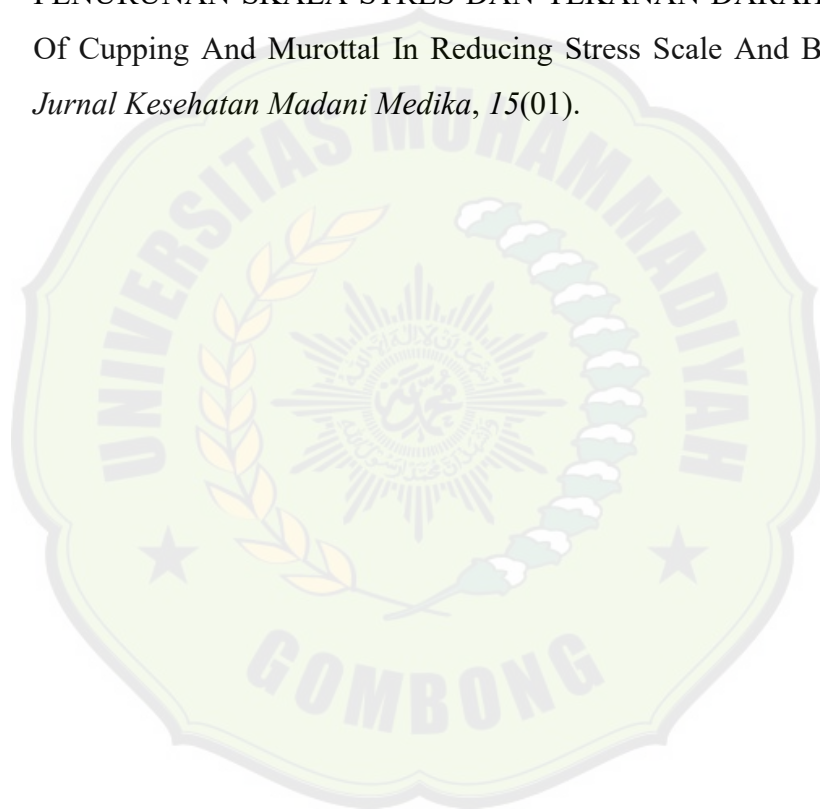 PENURUNAN SKALA STRES DAN TEKANAN DARAH
Of Cupping And Murottal In Reducing Stress Scale And B
Jurnal Kesehatan Madani Medika, 15(01).
UNIVERSITAS MUHAMMADIYAH
GOMBONG